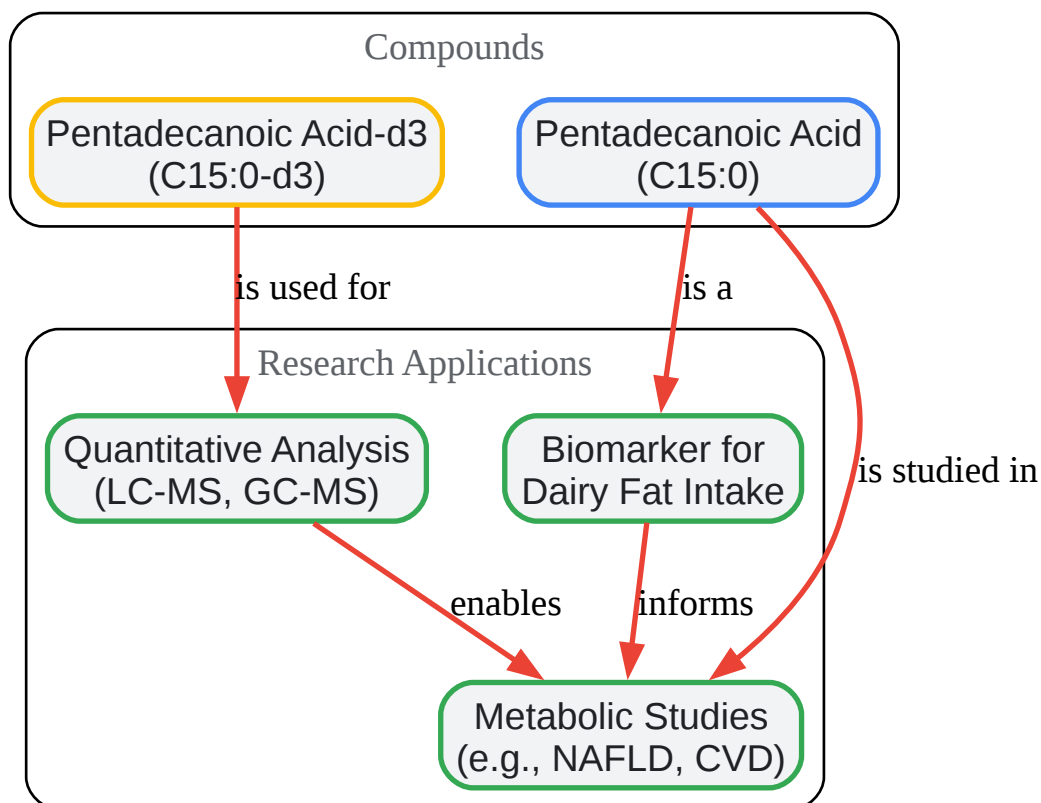 Compounds
Pentadecanoic Acid-d3
(C15:0-d3)
Pentadecanoic Acid
(C15:0)
is used for
is a
Research Applications
Quantitative Analysis
(LC-MS, GC-MS)
Biomarker for
Dairy Fat Intake
is studied in
enables
informs
Metabolic Studies
(e.g., NAFLD, CVD)